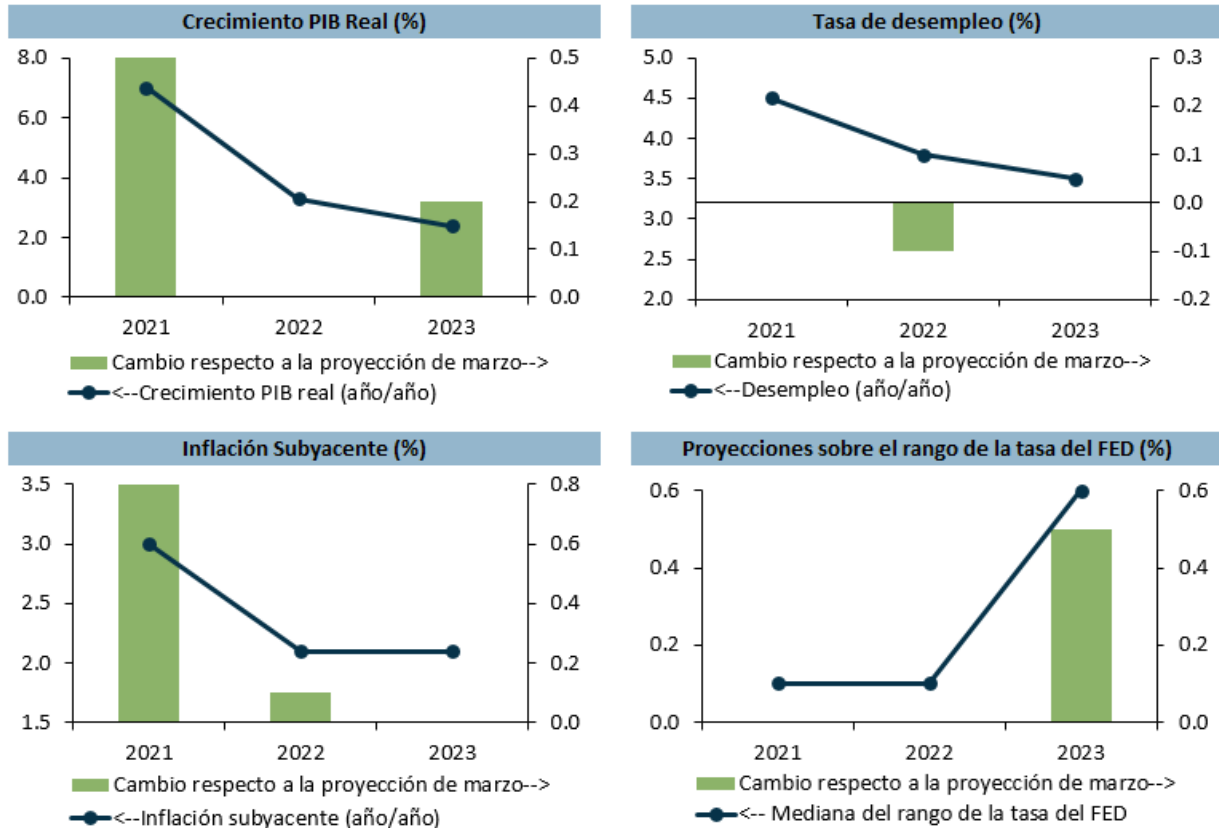 Crecimiento PIB Real (%)
8.0
6.0
4.0
2.0
0.0
0.5
0.4
0.3
0.2
0.1
0.0
2021 2022 2023
Cambio respecto a la proyección de marzo-->
<--Crecimiento PIB real (año/año)
Tasa de desempleo (%)
5.0
4.5
4.0
3.5
3.0
2.5
2.0
0.3
0.2
0.1
0.0
-0.1
-0.2
2021 2022 2023
Cambio respecto a la proyección de marzo-->
<--Desempleo (año/año)
Inflación Subyacente (%)
3.5
3.0
2.5
2.0
1.5
0.8
0.6
0.4
0.2
0.0
2021 2022 2023
Cambio respecto a la proyección de marzo-->
<--Inflación subyacente (año/año)
Proyecciones sobre el rango de la tasa del FED (%)
0.6
0.4
0.2
0.0
0.6
0.4
0.2
0.0
2021 2022 2023
Cambio respecto a la proyección de marzo-->
<-- Mediana del rango de la tasa del FED